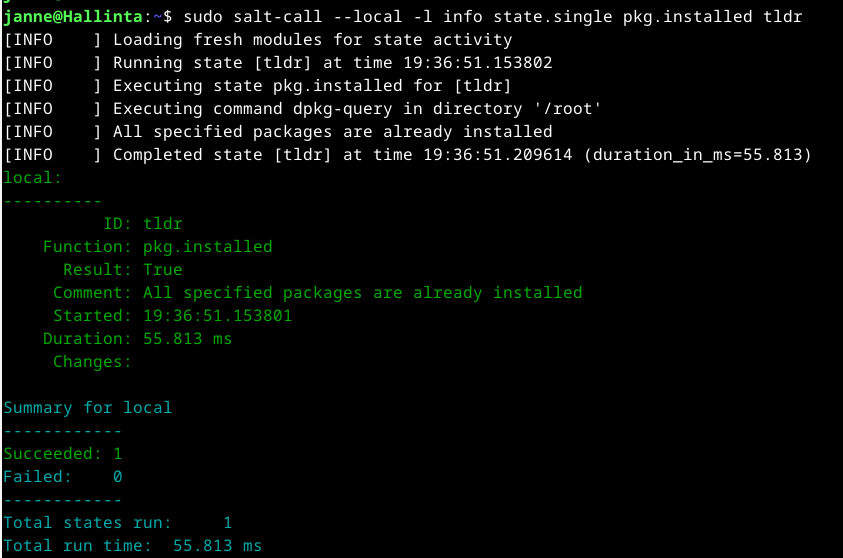 janne@Hallinta:~$ sudo salt-call --local -l info state.single pkg.installed tldr
[INFO    ] Loading fresh modules for state activity
[INFO    ] Running state [tldr] at time 19:36:51.153802
[INFO    ] Executing state pkg.installed for [tldr]
[INFO    ] Executing command dpkg-query in directory '/root'
[INFO    ] All specified packages are already installed
[INFO    ] Completed state [tldr] at time 19:36:51.209614 (duration_in_ms=55.813)
local:
----------
          ID: tldr
    Function: pkg.installed
      Result: True
     Comment: All specified packages are already installed
     Started: 19:36:51.153801
    Duration: 55.813 ms
     Changes:

Summary for local
------------
Succeeded: 1
Failed:    0
------------
Total states run:     1
Total run time:  55.813 ms